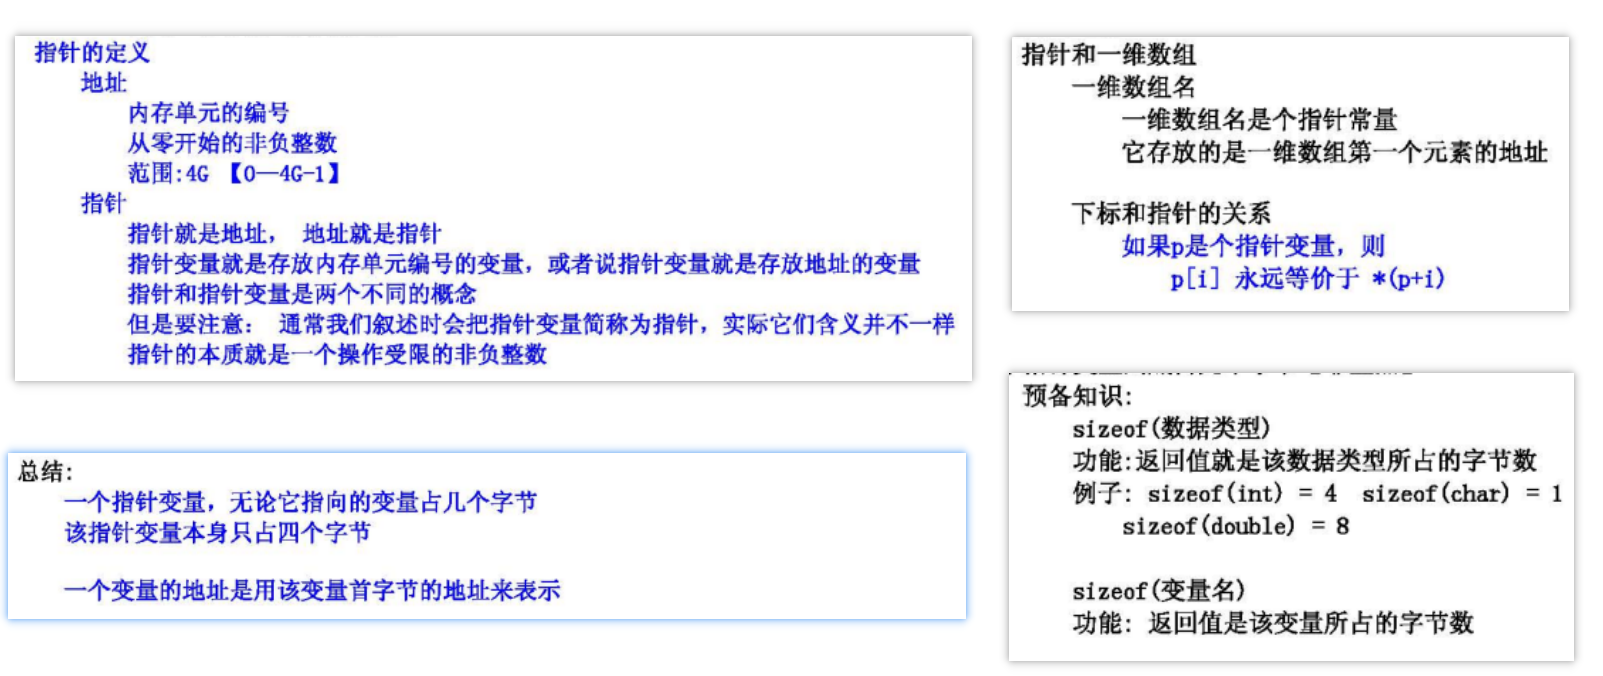 指针的定义
地址
内存单元的编号
从零开始的非负整数
范围:4G 【0—4G-1】
指针
指针就是地址， 地址就是指针
指针变量就是存放内存单元编号的变量，或者说指针变量就是存放地址的变量
指针和指针变量是两个不同的概念
但是要注意： 通常我们叙述时会把指针变量简称为指针，实际它们含义并不一样
指针的本质就是一个操作受限的非负整数
总结:
一个指针变量，无论它指向的变量占几个字节
该指针变量本身只占四个字节
一个变量的地址是用该变量首字节的地址来表示
指针和一维数组
一维数组名
一维数组名是个指针常量
它存放的是一维数组第一个元素的地址
下标和指针的关系
如果p是个指针变量，则
p[i] 永远等价于 *(p+i)
预备知识:
sizeof(数据类型)
功能:返回值就是该数据类型所占的字节数
例子: sizeof(int) = 4 sizeof(char) = 1
sizeof(double) = 8
sizeof(变量名)
功能: 返回值是该变量所占的字节数